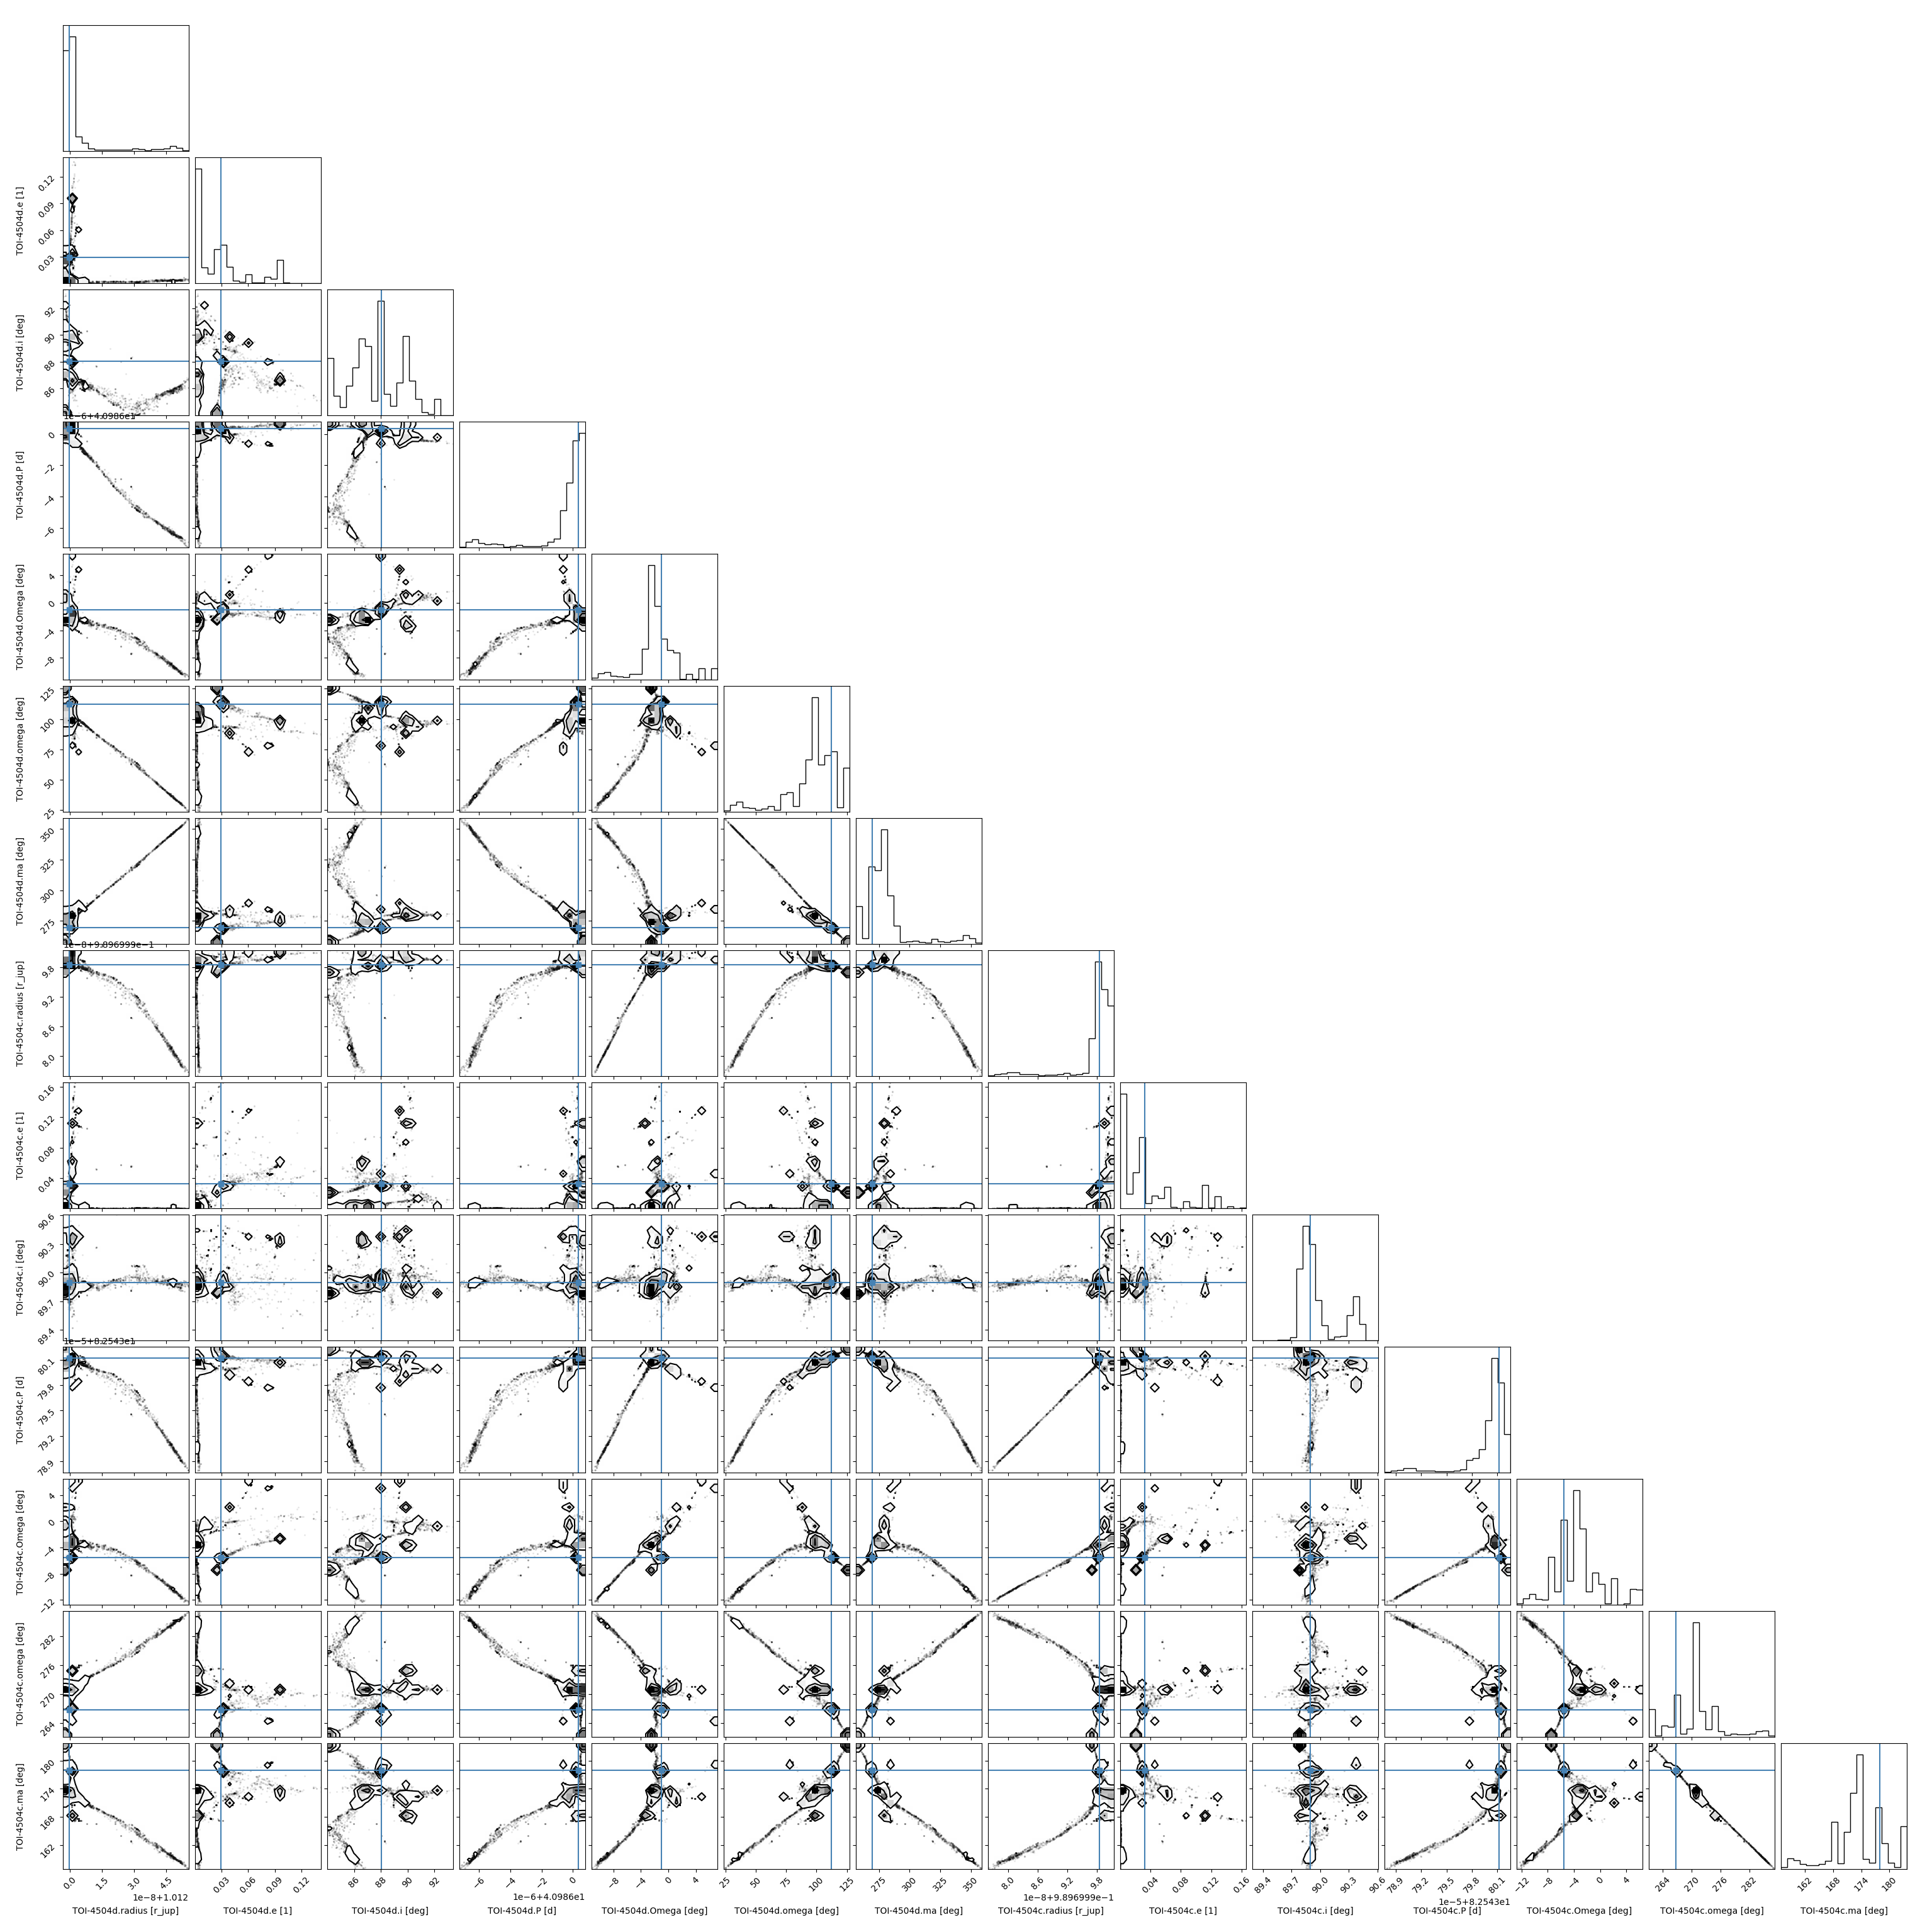 TOI-4504d.e [1]
0.12
0.09
0.06
0.03
TOI-4504d.i [deg]
92
90
88
86
1e−6+4.0986e1
TOI-4504d.P [d]
0
−2
−4
−6
TOI-4504d.Omega [deg]
4
0
−4
−8
TOI-4504d.omega [deg]
125
100
75
50
25
TOI-4504d.ma [deg]
350
325
300
275
1e−8+9.896999e−1
TOI-4504c.radius [r_jup]
9.8
9.2
8.6
8.0
TOI-4504c.e [1]
0.16
0.12
0.08
0.04
TOI-4504c.i [deg]
90.6
90.3
90.0
89.7
89.4
1e−5+8.2543e1
TOI-4504c.P [d]
80.1
79.8
79.5
79.2
78.9
TOI-4504c.Omega [deg]
4
0
−4
−8
−12
TOI-4504c.omega [deg]
282
276
270
264
TOI-4504c.ma [deg]
180
174
168
162
0.0 1.5 3.0 4.5 0.03 0.06 0.09 0.12 86 88 90 92 −6 −4 −2 0 −8 −4 0 4 25 50 75 100 125 275 300 325 350 8.0 8.6 9.2 9.8 0.04 0.08 0.12 0.16 89.4 89.7 90.0 90.3 90.6 78.9 79.2 79.5 79.8 80.1 −12 −8 −4 0 4 264 270 276 282 162 168 174 180
1e−8+1.012 1e−6+4.0986e1 1e−8+9.896999e−1 1e−5+8.2543e1
TOI-4504d.radius [r_jup] TOI-4504d.e [1] TOI-4504d.i [deg] TOI-4504d.P [d] TOI-4504d.Omega [deg] TOI-4504d.omega [deg] TOI-4504d.ma [deg] TOI-4504c.radius [r_jup] TOI-4504c.e [1] TOI-4504c.i [deg] TOI-4504c.P [d] TOI-4504c.Omega [deg] TOI-4504c.omega [deg] TOI-4504c.ma [deg]